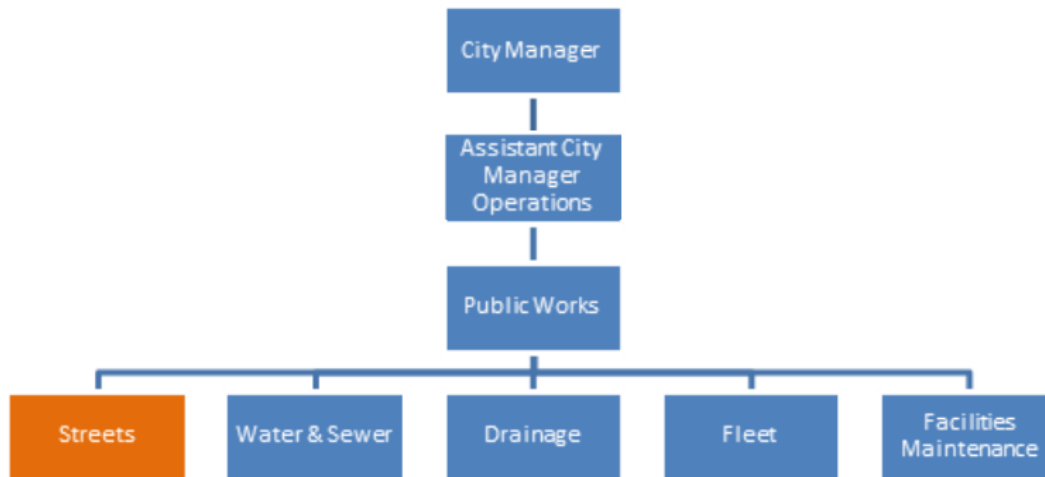 City Manager
Assistant City
Manager
Operations
Public Works
Streets
Water & Sewer
Drainage
Fleet
Facilities
Maintenance